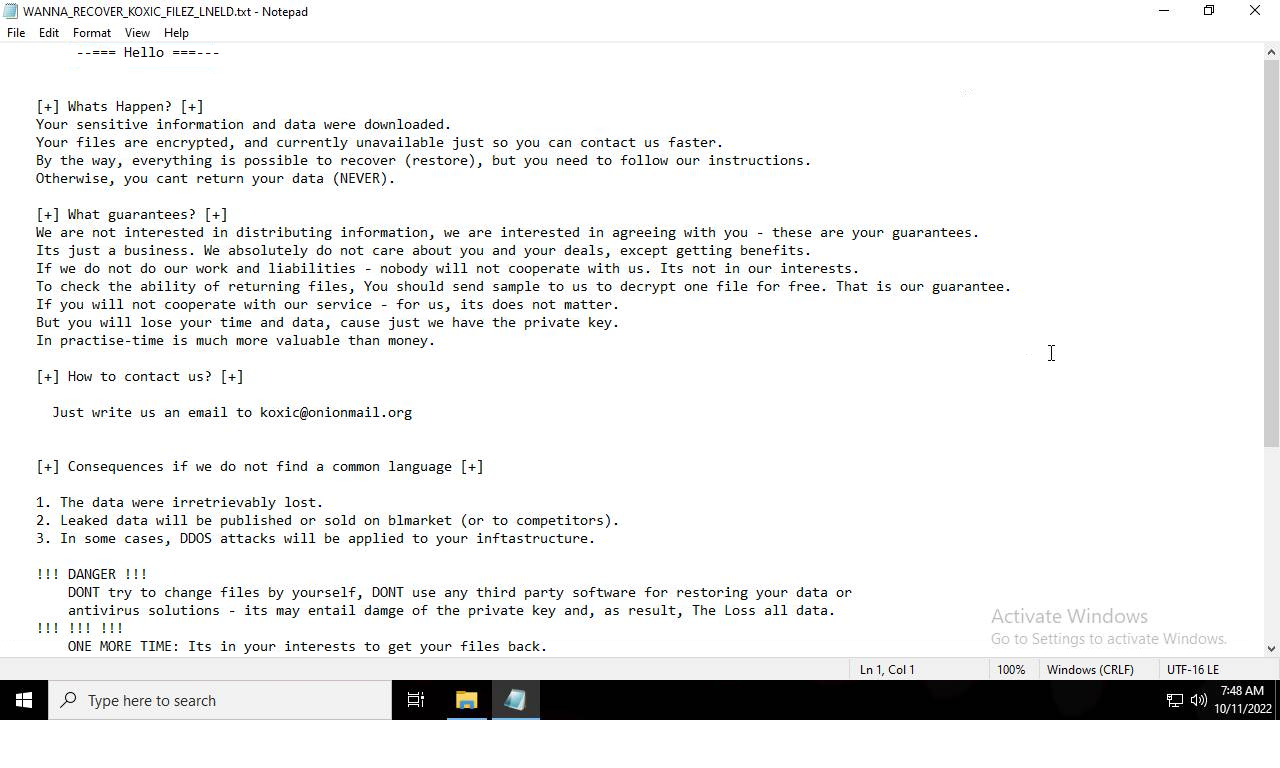 WANNA_RECOVER_KOXIC_FILEZ_LNELD.txt - Notepad
File Edit Format View Help
--=== Hello ===---
[+] Whats Happen? [+]
Your sensitive information and data were downloaded.
Your files are encrypted, and currently unavailable just so you can contact us faster.
By the way, everything is possible to recover (restore), but you need to follow our instructions.
Otherwise, you cant return your data (NEVER).
[+] What guarantees? [+]
We are not interested in distributing information, we are interested in agreeing with you - these are your guarantees.
Its just a business. We absolutely do not care about you and your deals, except getting benefits.
If we do not do our work and liabilities - nobody will not cooperate with us. Its not in our interests.
To check the ability of returning files, You should send sample to us to decrypt one file for free. That is our guarantee.
If you will not cooperate with our service - for us, its does not matter.
But you will lose your time and data, cause just we have the private key.
In practise-time is much more valuable than money.
[+] How to contact us? [+]
Just write us an email to koxic@onionmail.org
[+] Consequences if we do not find a common language [+]
1. The data were irretrievably lost.
2. Leaked data will be published or sold on blmarket (or to competitors).
3. In some cases, DDOS attacks will be applied to your inftastructure.
!!! DANGER !!!
DONT try to change files by yourself, DONT use any third party software for restoring your data or
antivirus solutions - its may entail damge of the private key and, as result, The Loss all data.
!!! !!! !!!
ONE MORE TIME: Its in your interests to get your files back.
Activate Windows
Go to Settings to activate Windows.
Ln 1, Col 1 100% Windows (CRLF) UTF-16 LE
Type here to search
7:48 AM
10/11/2022